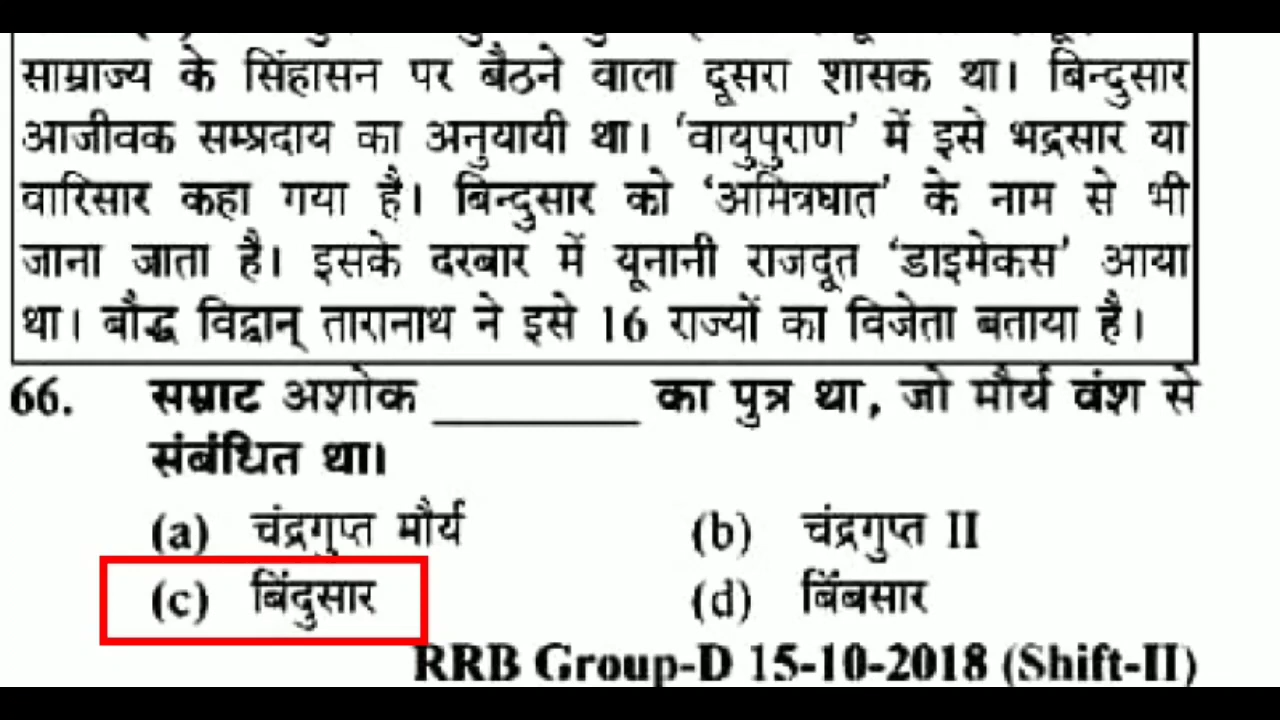 साम्राज्य के सिंहासन पर बैठने वाला दूसरा शासक था। बिन्दुसार
आजीवक सम्प्रदाय का अनुयायी था। ‘वायुपुराण’ में इसे भद्रसार या
वारिसार कहा गया है। बिन्दुसार को ‘अमित्रघात’ के नाम से भी
जाना जाता है। इसके दरबार में यूनानी राजदूत ‘डाइमेकस’ आया
था। बौद्ध विद्वान् तारानाथ ने इसे 16 राज्यों का विजेता बताया है।
66. सम्राट अशोक ________ का पुत्र था, जो मौर्य वंश से
संबंधित था।
(a) चंद्रगुप्त मौर्य (b) चंद्रगुप्त II
(c) बिंदुसार (d) बिंबसार
RRB Group-D 15-10-2018 (Shift-II)